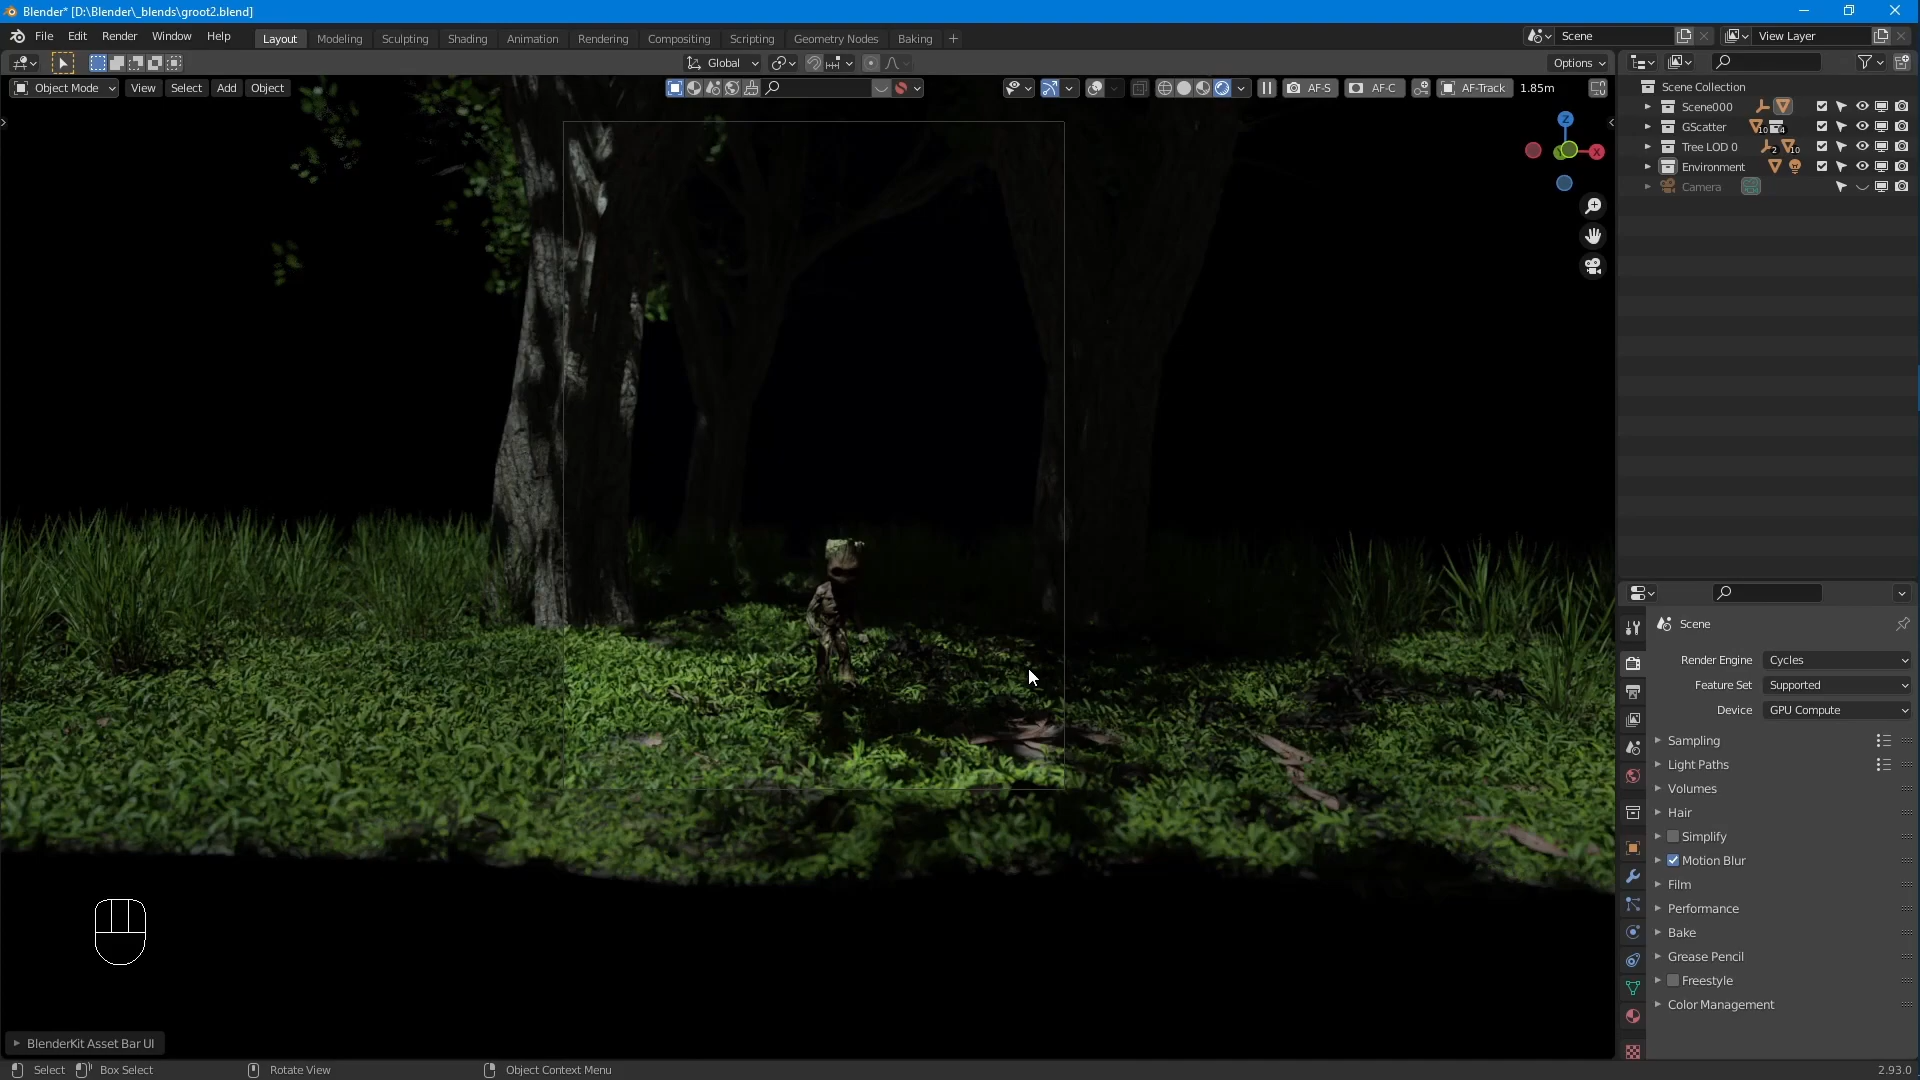 Blender* [D:\Blender\_blends\groot2.blend]
File Edit Render Window Help
Layout Modeling Sculpting Shading Animation Rendering Compositing Scripting Geometry Nodes Baking +
Scene
View Layer
Global
Options
Object Mode View Select Add Object
AF-S AF-C AF-Track 1.85m
Z
X
Scene Collection
Scene000
GScatter 10 4
Tree LOD 0 2 10
Environment
Camera
Scene
Render Engine Cycles
Feature Set Supported
Device GPU Compute
Sampling
Light Paths
Volumes
Hair
Simplify
Motion Blur
Film
Performance
Bake
Grease Pencil
Freestyle
Color Management
BlenderKit Asset Bar UI
Select Box Select Rotate View Object Context Menu 2.93.0